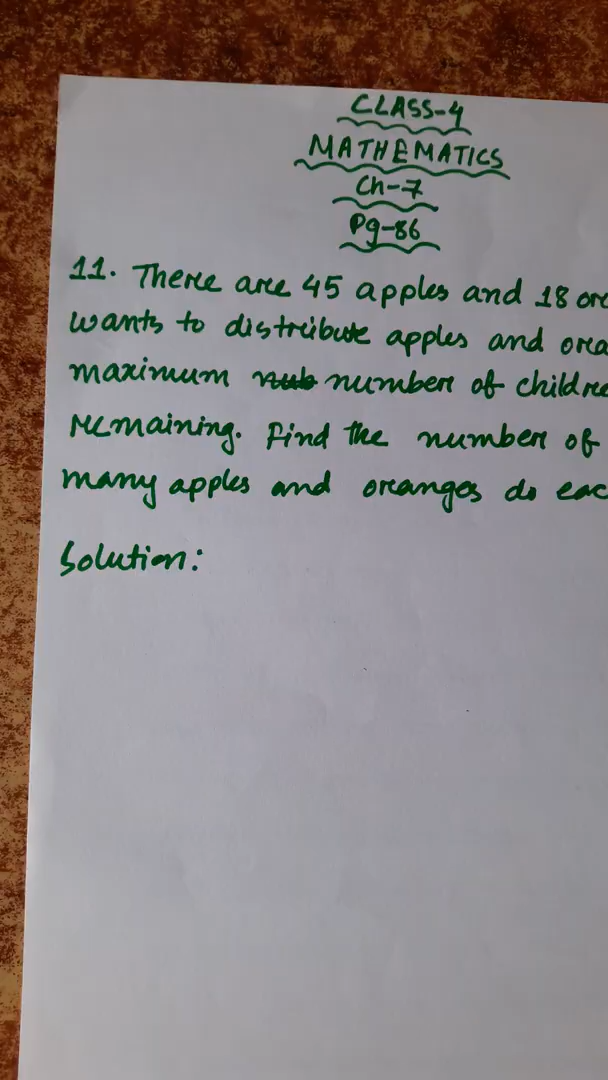 CLASS-4
MATHEMATICS
Ch-7
Pg-86
11. There are 45 apples and 18
wants to distribute apples and
maximum number of
remaining. Find the number of
many apples and oranges do
Solution: